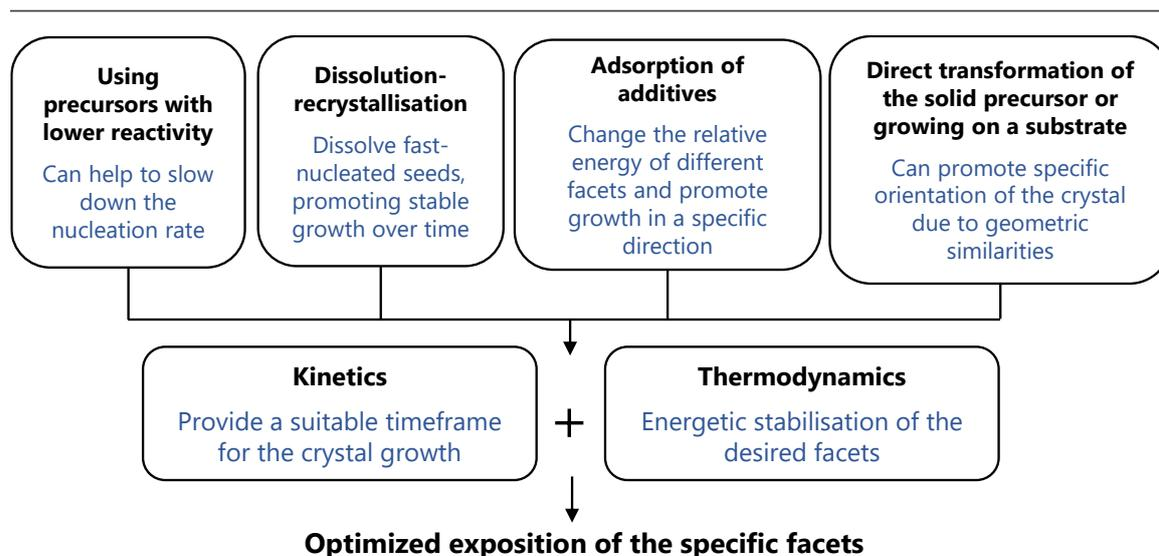 Using
precursors with
lower reactivity
Can help to slow
down the
nucleation rate
Dissolution-
recrystallisation
Dissolve fast-
nucleated seeds,
promoting stable
growth over time
Adsorption of
additives
Change the relative
energy of different
facets and promote
growth in a specific
direction
Direct transformation of
the solid precursor or
growing on a substrate
Can promote specific
orientation of the crystal
due to geometric
similarities
Kinetics
Provide a suitable timeframe
for the crystal growth
+
Thermodynamics
Energetic stabilisation of the
desired facets
Optimized exposition of the specific facets